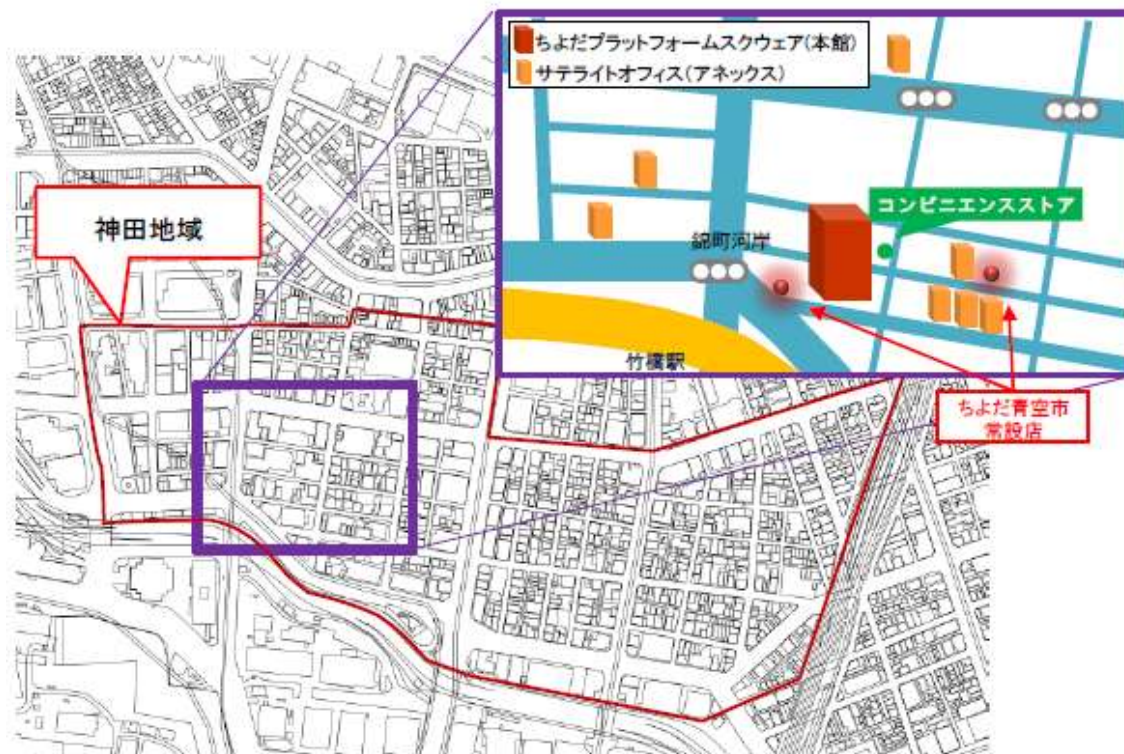 ちよだプラットフォームスクウェア(本館)
サテライトオフィス(アネックス)
神田地域
コンビニエンスストア
錦町河岸
竹橋駅
ちよだ青空市
常設店